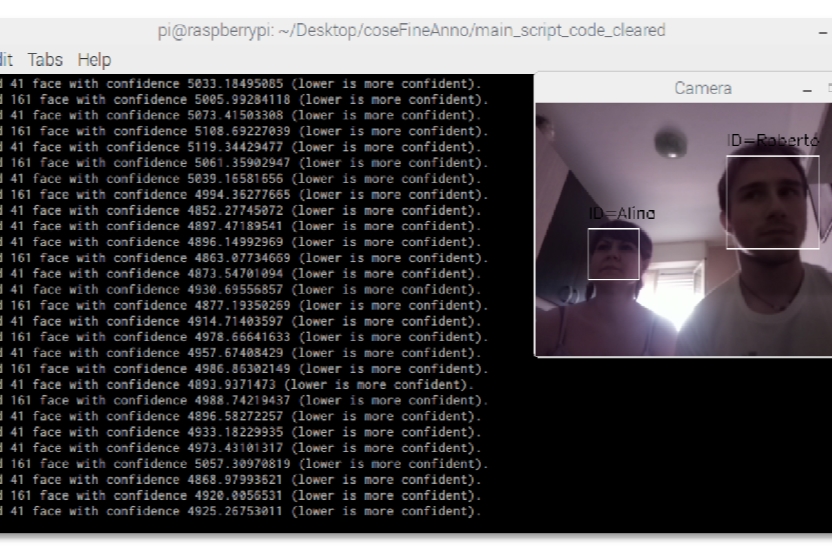 pi@raspberrypi: ~/Desktop/coseFineAnno/main_script_code_cleared
dit Tabs Help
d 41 face with confidence 5033.18495085 (lower is more confident).
d 161 face with confidence 5005.99284118 (lower is more confident).
d 41 face with confidence 5073.41503308 (lower is more confident).
d 161 face with confidence 5108.69227039 (lower is more confident).
d 41 face with confidence 5119.34429477 (lower is more confident).
d 161 face with confidence 5061.35902947 (lower is more confident).
d 41 face with confidence 5039.16581656 (lower is more confident).
d 161 face with confidence 4994.36277665 (lower is more confident).
d 41 face with confidence 4852.27745072 (lower is more confident).
d 41 face with confidence 4897.47189541 (lower is more confident).
d 41 face with confidence 4896.14992969 (lower is more confident).
d 161 face with confidence 4863.07734669 (lower is more confident).
d 41 face with confidence 4873.54701094 (lower is more confident).
d 41 face with confidence 4930.69556857 (lower is more confident).
d 161 face with confidence 4877.19350269 (lower is more confident).
d 41 face with confidence 4914.71403597 (lower is more confident).
d 161 face with confidence 4978.66641633 (lower is more confident).
d 41 face with confidence 4957.67408429 (lower is more confident).
d 161 face with confidence 4986.86302149 (lower is more confident).
d 41 face with confidence 4893.9371473 (lower is more confident).
d 161 face with confidence 4988.74219437 (lower is more confident).
d 41 face with confidence 4896.58272257 (lower is more confident).
d 41 face with confidence 4933.18229935 (lower is more confident).
d 41 face with confidence 4973.43101317 (lower is more confident).
d 161 face with confidence 5057.30970819 (lower is more confident).
d 41 face with confidence 4868.97993621 (lower is more confident).
d 161 face with confidence 4920.0056531 (lower is more confident).
d 41 face with confidence 4925.26753011 (lower is more confident).
Camera
ID=Roberto
ID=Alina